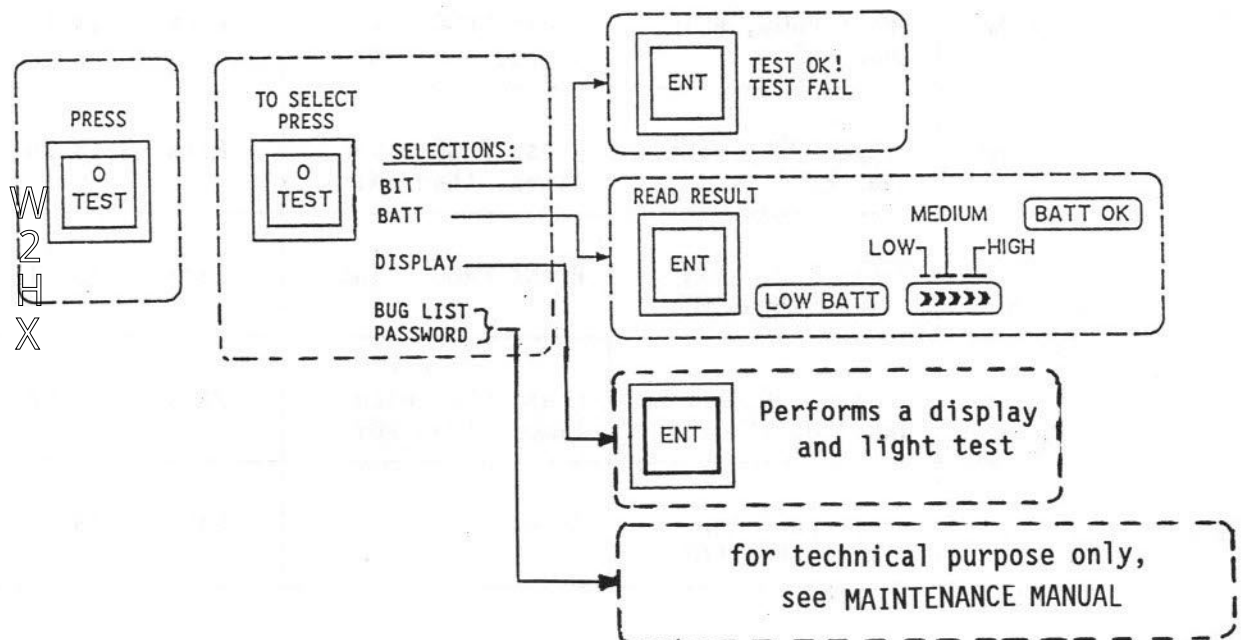 PRESS
O
TEST
W
2
H
X
TO SELECT
PRESS
O
TEST
SELECTIONS:
BIT
BATT
DISPLAY
BUG LIST
PASSWORD
ENT
TEST OK!
TEST FAIL
READ RESULT
ENT
LOW BATT
MEDIUM
LOW
HIGH
BATT OK
ENT
Performs a display
and light test
for technical purpose only,
see MAINTENANCE MANUAL